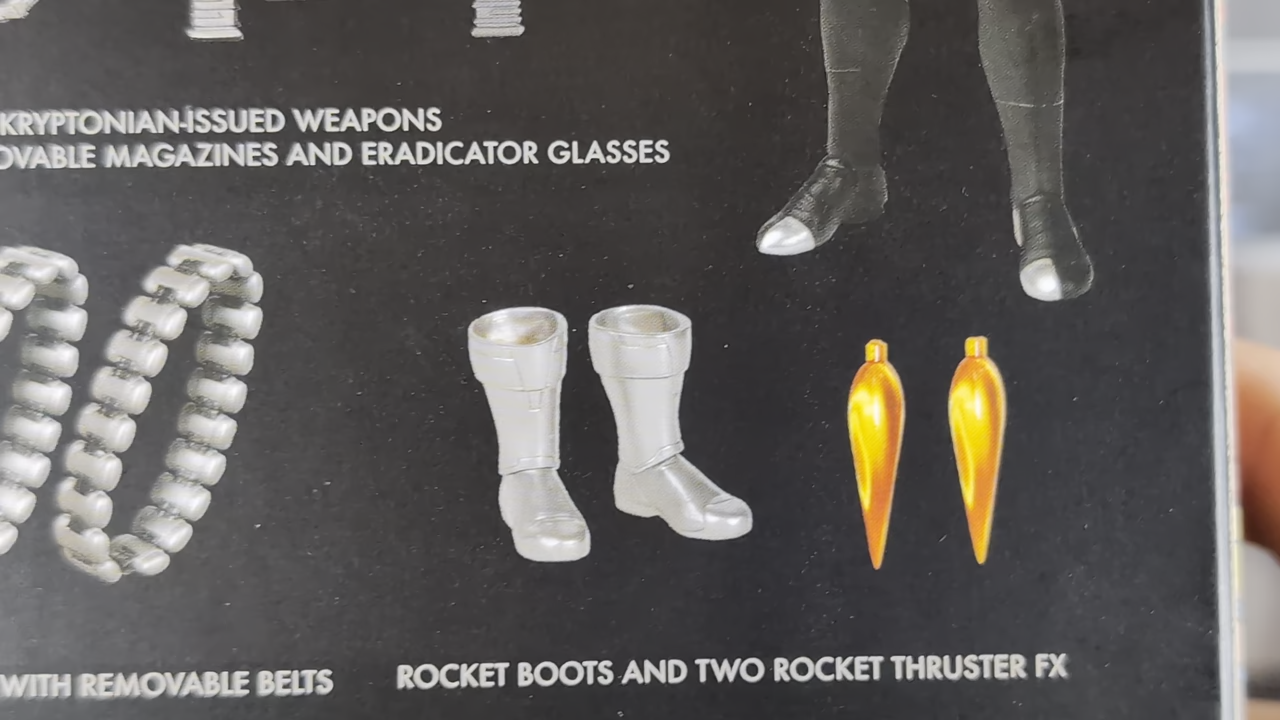 KRYPTONIAN-ISSUED WEAPONS
OVABLE MAGAZINES AND ERADICATOR GLASSES
WITH REMOVABLE BELTS
ROCKET BOOTS AND TWO ROCKET THRUSTER FX